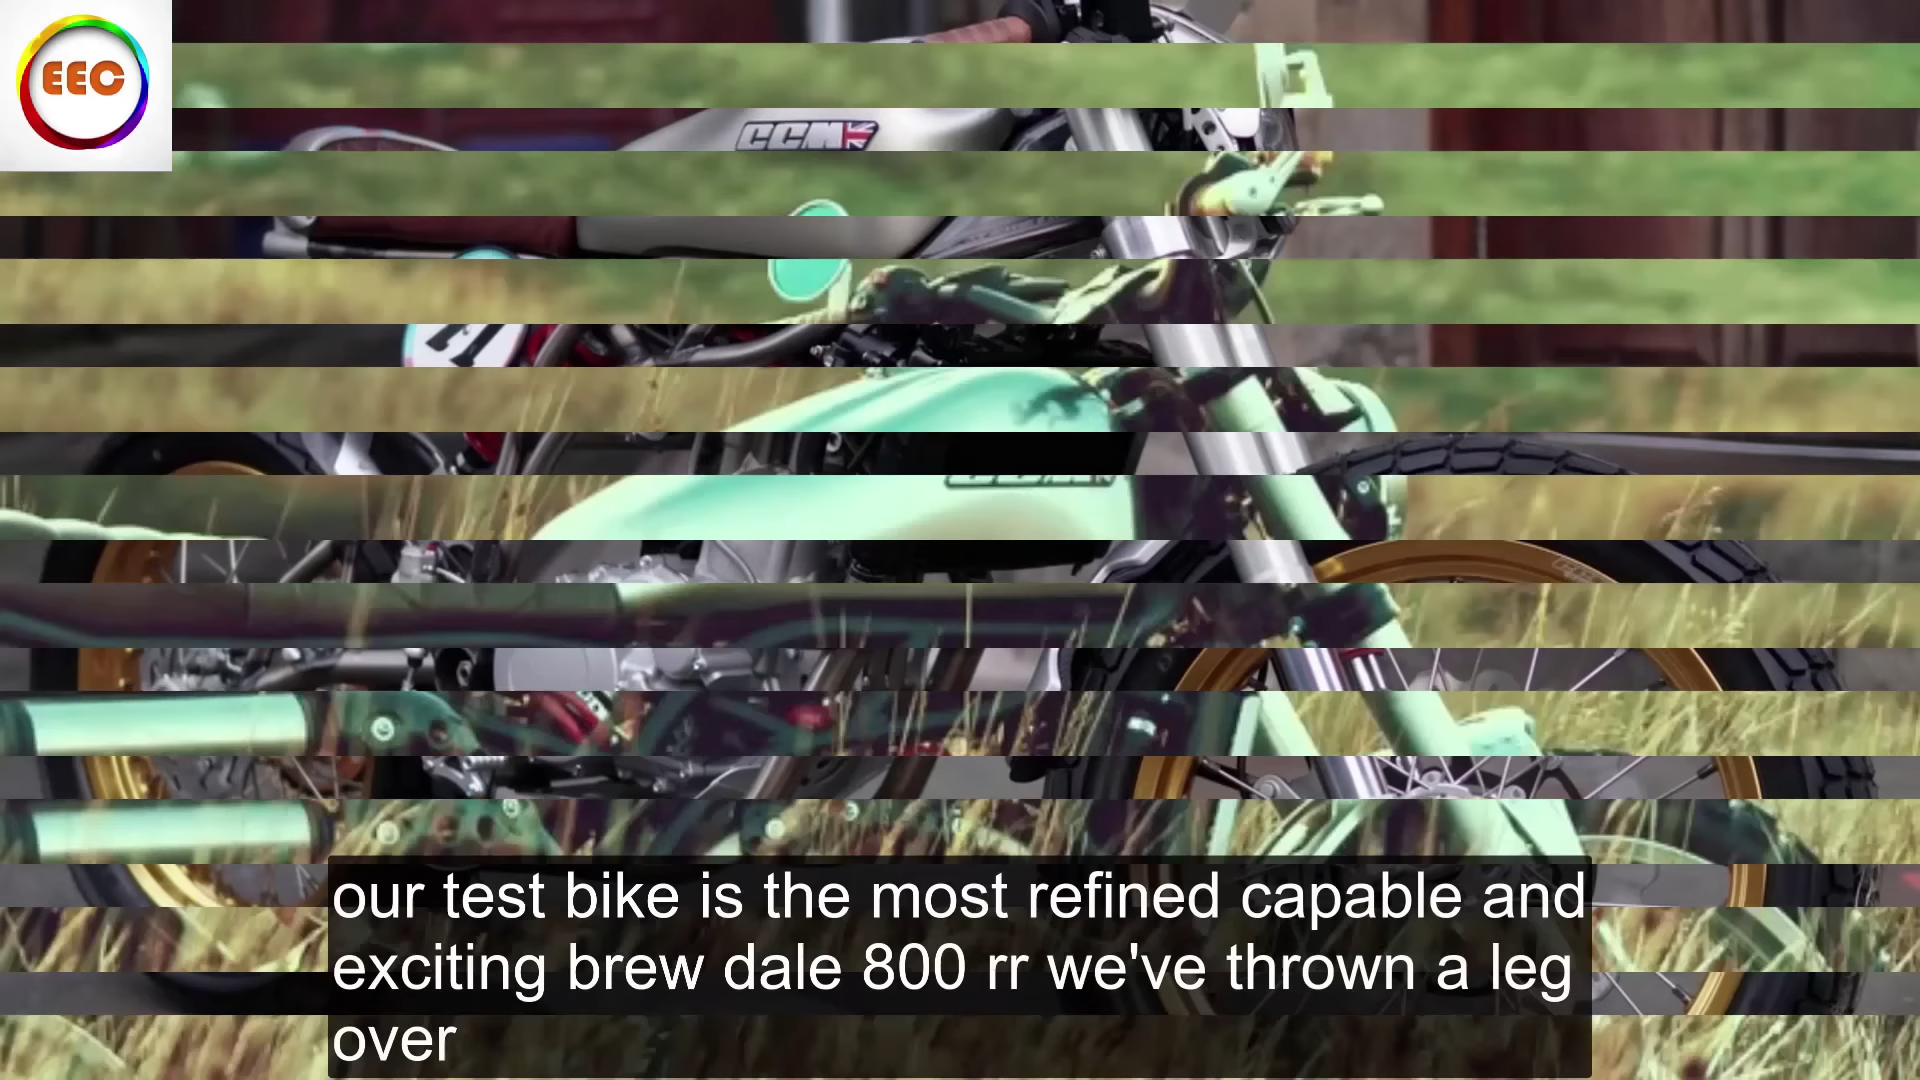 EEC
CCM
our test bike is the most refined capable and
exciting brew dale 800 rr we've thrown a leg
over